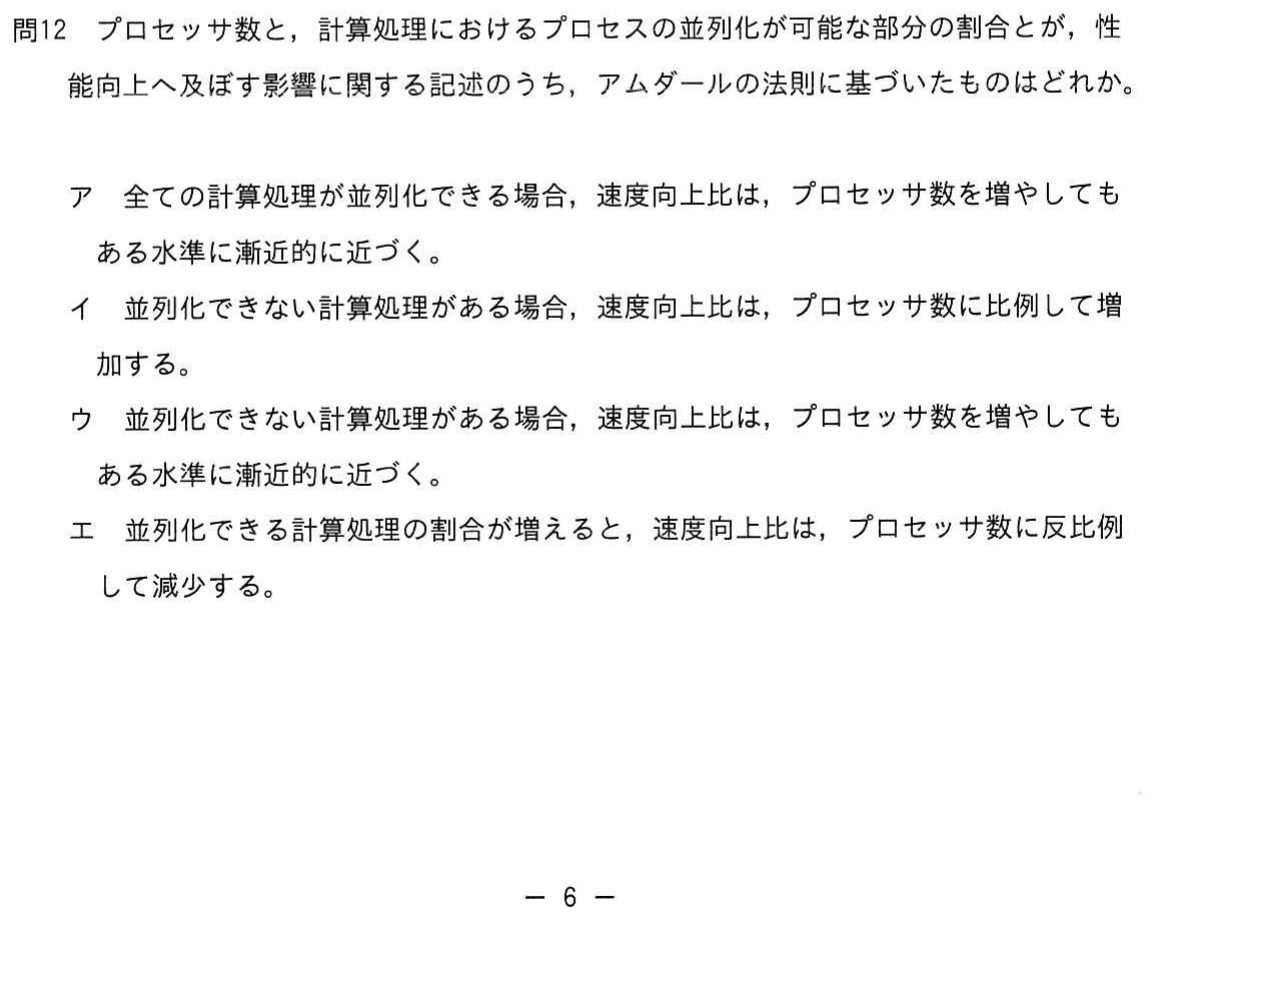 問12　プロセッサ数と，計算処理におけるプロセスの並列化が可能な部分の割合とが，性
能向上へ及ぼす影響に関する記述のうち，アムダールの法則に基づいたものはどれか。
ア　全ての計算処理が並列化できる場合，速度向上比は，プロセッサ数を増やしても
ある水準に漸近的に近づく。
イ　並列化できない計算処理がある場合，速度向上比は，プロセッサ数に比例して増
加する。
ウ　並列化できない計算処理がある場合，速度向上比は，プロセッサ数を増やしても
ある水準に漸近的に近づく。
エ　並列化できる計算処理の割合が増えると，速度向上比は，プロセッサ数に反比例
して減少する。
－ 6 －